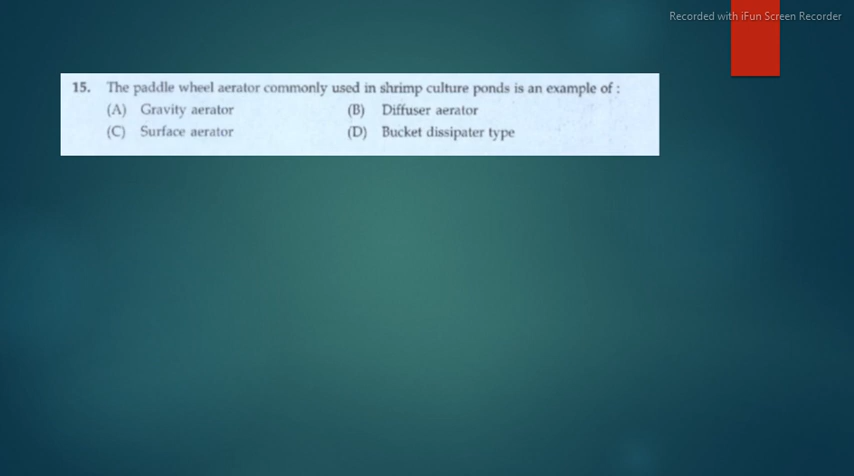 Recorded with iFun Screen Recorder
15. The paddle wheel aerator commonly used in shrimp culture ponds is an example of :
(A) Gravity aerator (B) Diffuser aerator
(C) Surface aerator (D) Bucket dissipater type